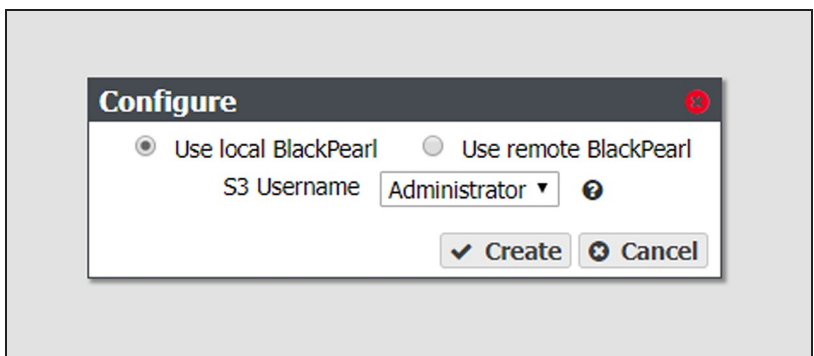 Configure
Use local BlackPearl Use remote BlackPearl
S3 Username Administrator
Create Cancel